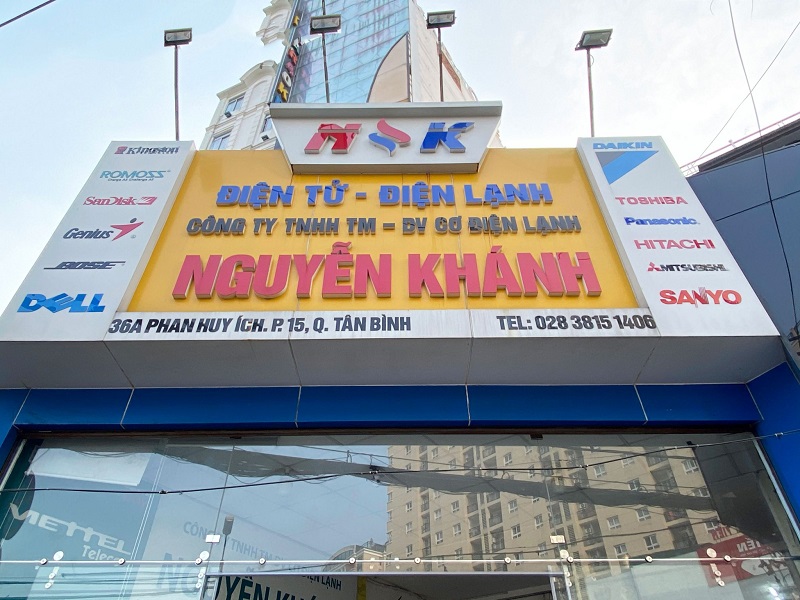 NSK
Kingston
ROMOSS
SanDisk
Genius
BOSE
DELL
ĐIỆN TỬ - ĐIỆN LẠNH
CÔNG TY TNHH TM – DV CƠ ĐIỆN LẠNH
NGUYỄN KHÁNH
DAIKIN
TOSHIBA
Panasonic
HITACHI
MITSUBISHI
SANYO
36A PHAN HUY ÍCH. P. 15, Q. TÂN BÌNH
TEL: 028 3815 1406
VIETTEL
Teleco